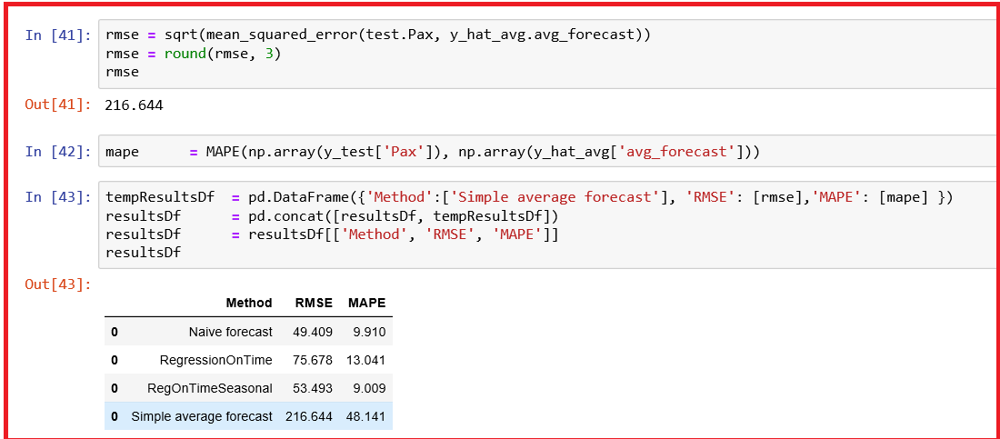 In [41]: rmse = sqrt(mean_squared_error(test.Pax, y_hat_avg.avg_forecast))
rmse = round(rmse, 3)
rmse
Out[41]: 216.644
In [42]: mape      = MAPE(np.array(y_test['Pax']), np.array(y_hat_avg['avg_forecast']))
In [43]: tempResultsDf  = pd.DataFrame({'Method':['Simple average forecast'], 'RMSE': [rmse],'MAPE': [mape] })
resultsDf      = pd.concat([resultsDf, tempResultsDf])
resultsDf      = resultsDf[['Method', 'RMSE', 'MAPE']]
resultsDf
Out[43]:
Method RMSE MAPE
0 Naive forecast 49.409 9.910
0 RegressionOnTime 75.678 13.041
0 RegOnTimeSeasonal 53.493 9.009
0 Simple average forecast 216.644 48.141